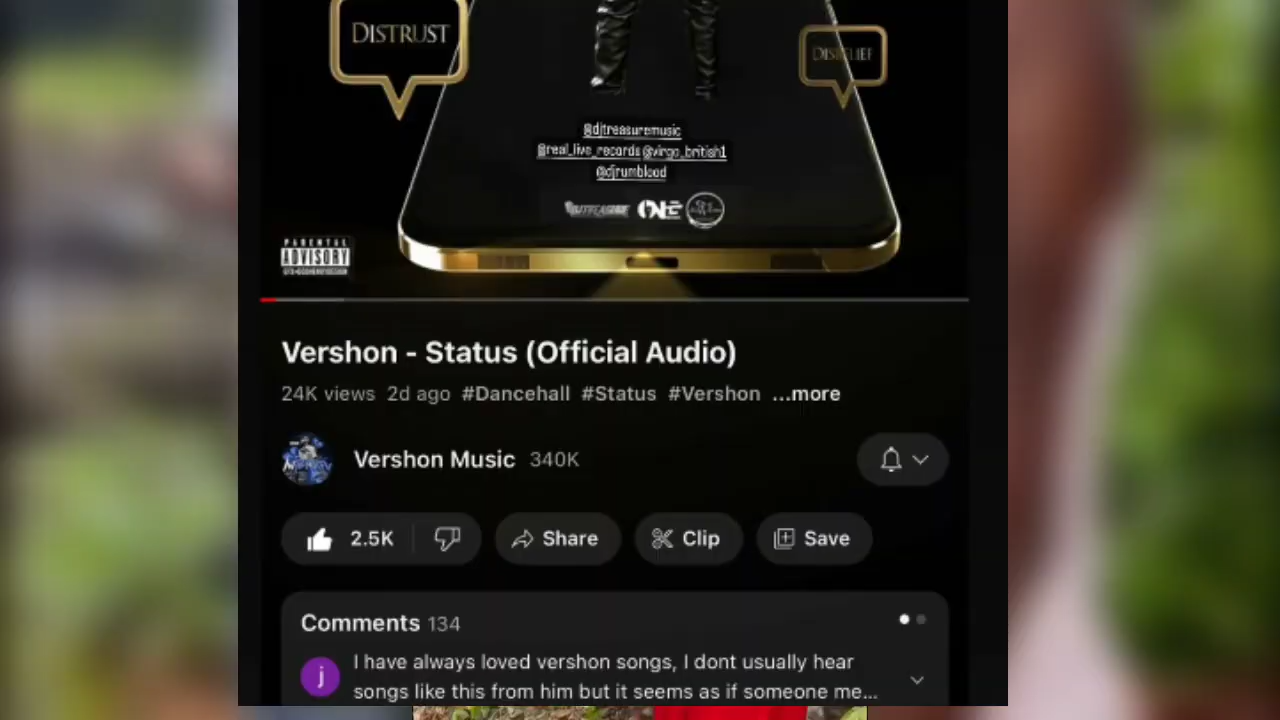 DISTRUST
DISBELIEF
@djtreasuremusic
@real_live_records @virgo_british1
@djrumblood
ONE
PARENTAL
ADVISORY
Vershon - Status (Official Audio)
24K views 2d ago #Dancehall #Status #Vershon ...more
Vershon Music 340K
2.5K Share Clip Save
Comments 134
j
I have always loved vershon songs, I dont usually hear
songs like this from him but it seems as if someone me...